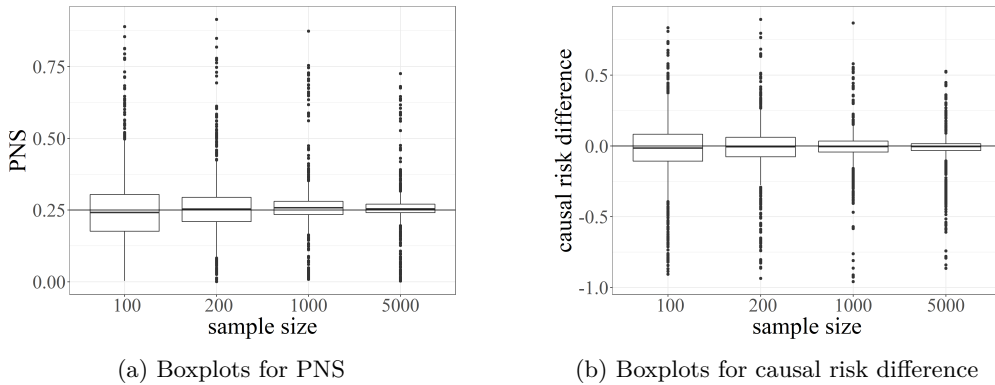 0.75
0.50
0.25
0.00
PNS
100 200 1000 5000
sample size
(a) Boxplots for PNS
0.5
0.0
-0.5
-1.0
causal risk difference
100 200 1000 5000
sample size
(b) Boxplots for causal risk difference